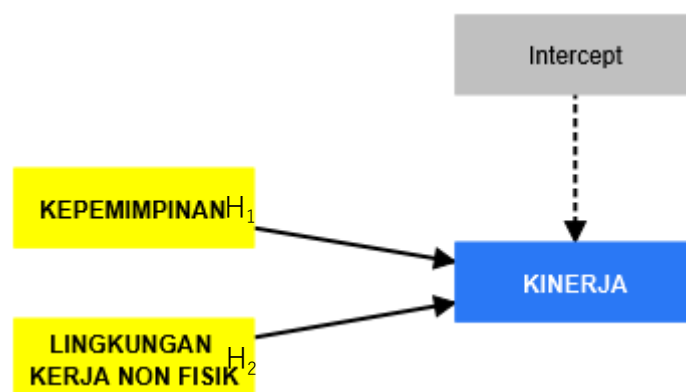 Intercept
KEPEMIMPINAN
H₁
KINERJA
LINGKUNGAN
KERJA NON FISIK
H₂